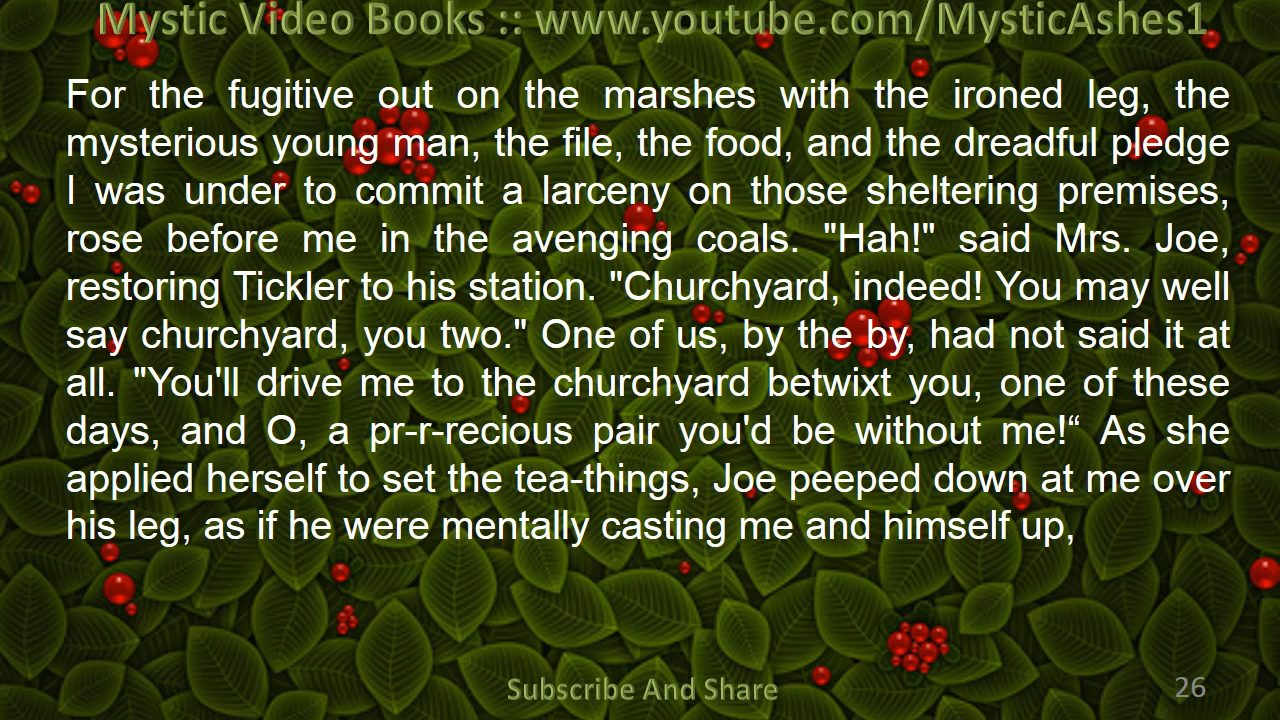 Mystic Video Books :: www.youtube.com/MysticAshes1
For the fugitive out on the marshes with the ironed leg, the
mysterious young man, the file, the food, and the dreadful pledge
I was under to commit a larceny on those sheltering premises,
rose before me in the avenging coals. "Hah!" said Mrs. Joe,
restoring Tickler to his station. "Churchyard, indeed! You may well
say churchyard, you two." One of us, by the by, had not said it at
all. "You'll drive me to the churchyard betwixt you, one of these
days, and O, a pr-r-recious pair you'd be without me!“ As she
applied herself to set the tea-things, Joe peeped down at me over
his leg, as if he were mentally casting me and himself up,
Subscribe And Share
26